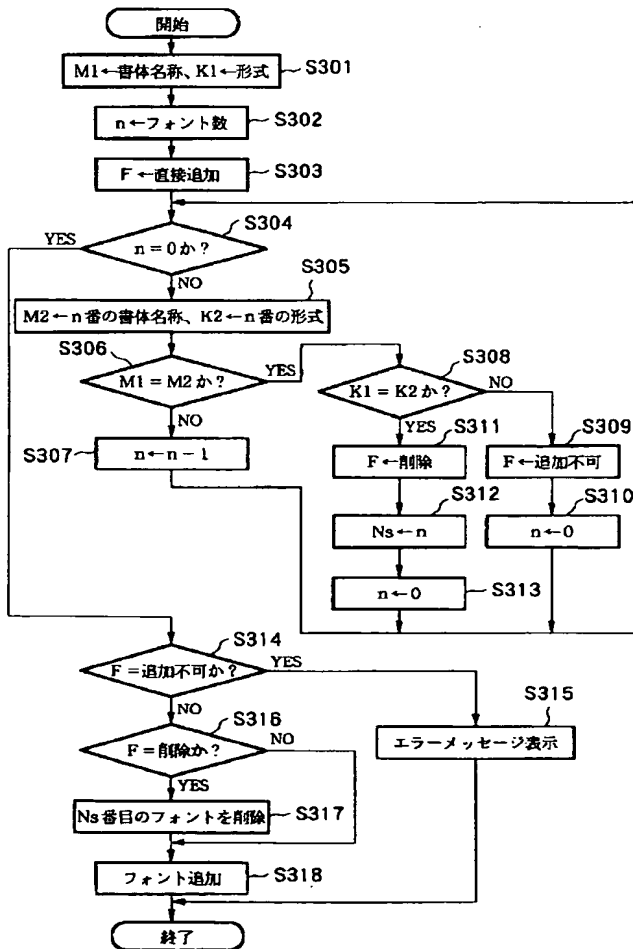 開始
M1←書体名称、K1←形式
S301
n←フォント数
S302
F←直接追加
S303
S304
YES
n=0か?
NO
S305
M2←n番の書体名称、K2←n番の形式
S306
M1=M2か?
YES
S308
K1=K2か?
NO
NO
YES
S307
n←n-1
S311
F←削除
S309
F←追加不可
S312
Ns←n
S310
n←0
n←0
S313
S314
F=追加不可か?
YES
NO
S315
エラーメッセージ表示
S316
F=削除か?
NO
YES
Ns番目のフォントを削除
S317
フォント追加
S318
終了